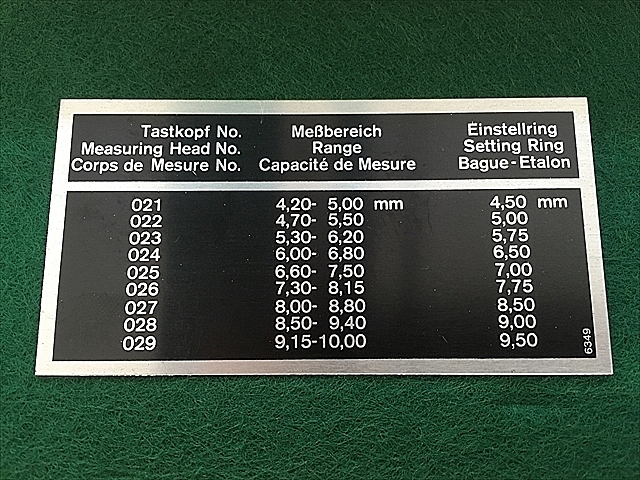 Tastkopf No. Meßbereich Einstellring
Measuring Head No. Range Setting Ring
Corps de Mesure No. Capacité de Mesure Bague-Etalon
021 4,20- 5,00 mm 4,50 mm
022 4,70- 5,50 5,00
023 5,30- 6,20 5,75
024 6,00- 6,80 6,50
025 6,60- 7,50 7,00
026 7,30- 8,15 7,75
027 8,00- 8,80 8,50
028 8,50- 9,40 9,00
029 9,15-10,00 9,50
6349